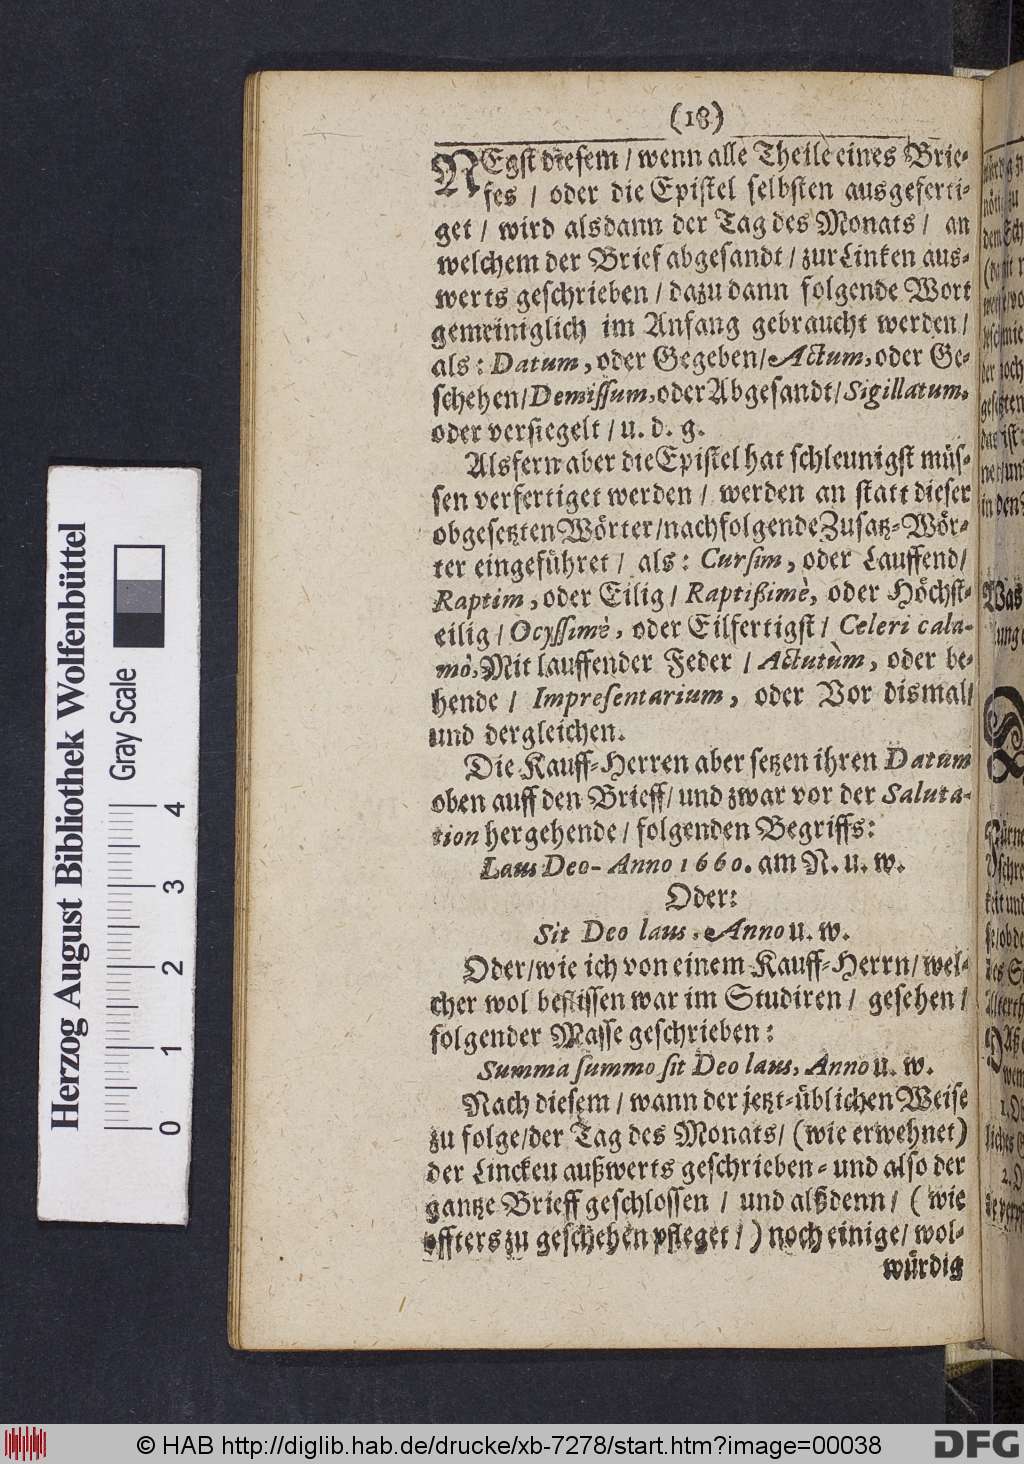 (18)
NEgst diesem / wenn alle Theile eines Brie-
fes / oder die Epistel selbsten ausgeferti-
get / wird alsdann der Tag des Monats / an
welchem der Brief abgesandt / zur Linken aus-
werts geschrieben / dazu dann folgende Wort
gemeiniglich im Anfang gebraucht werden /
als: Datum, oder Gegeben / Actum, oder Ge-
schehen / Demissum, oder Abgesandt / Sigillatum,
oder versiegelt / u. d. g.
Alsfern aber die Epistel hat schleunigst müs-
sen verfertiget werden / werden an statt dieser
obgesetzten Wörter / nachfolgende Zusatz-Wör-
ter eingeführet / als: Cursim, oder Lauffend /
Raptim, oder Eilig / Raptißimè, oder Höchst-
eilig / Ocyssimè, oder Eilfertigst / Celeri cala-
mò, Mit lauffender Feder / Actutùm, oder be-
hende / Impresentarium, oder Vor dismal /
und dergleichen.
Die Kauff-Herren aber setzen ihren Datum
oben auff den Brieff / und zwar vor der Saluta-
tion hergehende / folgenden Begriffs:
Laus Deo- Anno 1660. am N. u. w.
Oder:
Sit Deo laus, Anno u. w.
Oder / wie ich von einem Kauff-Herrn / wel-
cher wol beflissen war im Studiren / gesehen /
folgender Masse geschrieben:
Summa summo sit Deo laus, Anno u. w.
Nach diesem / wann der jetzt-üblichen Weise
zu folge / der Tag des Monats / (wie erwehnet)
der Linckeu außwerts geschrieben- und also der
gantze Brieff geschlossen / und alßdenn / (wie
offters zu geschehen pfleget / ) noch einige / wol-
würdig
Herzog August Bibliothek Wolfenbüttel
Gray Scale
0 1 2 3 4
© HAB http://diglib.hab.de/drucke/xb-7278/start.htm?image=00038
DFG